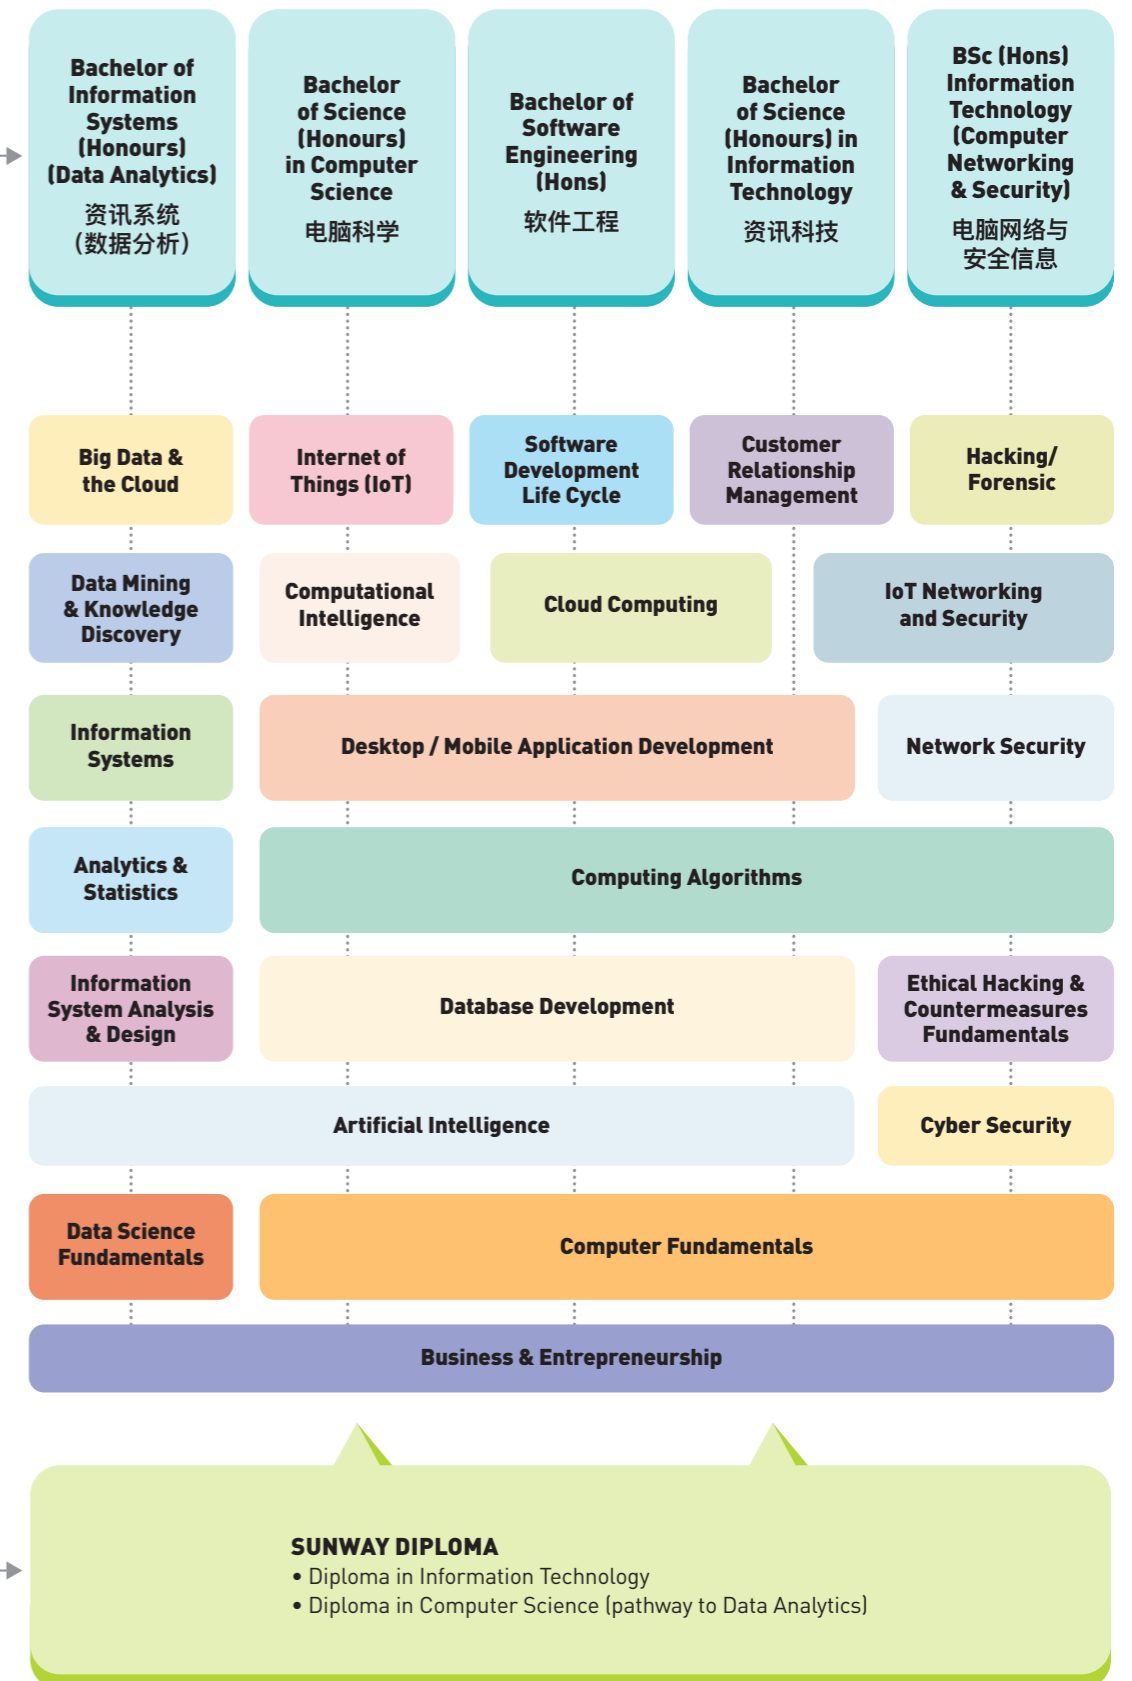 Bachelor of
Information
Systems
(Honours)
(Data Analytics)
资讯系统
（数据分析）
Bachelor
of Science
(Honours)
in Computer
Science
电脑科学
Bachelor of
Software
Engineering
(Hons)
软件工程
Bachelor
of Science
(Honours) in
Information
Technology
资讯科技
BSc (Hons)
Information
Technology
(Computer
Networking
& Security)
电脑网络与
安全信息
Big Data &
the Cloud
Internet of
Things (IoT)
Software
Development
Life Cycle
Customer
Relationship
Management
Hacking/
Forensic
Data Mining
& Knowledge
Discovery
Computational
Intelligence
Cloud Computing
IoT Networking
and Security
Information
Systems
Desktop / Mobile Application Development
Network Security
Analytics &
Statistics
Computing Algorithms
Information
System Analysis
& Design
Database Development
Ethical Hacking &
Countermeasures
Fundamentals
Artificial Intelligence
Cyber Security
Data Science
Fundamentals
Computer Fundamentals
Business & Entrepreneurship
SUNWAY DIPLOMA
• Diploma in Information Technology
• Diploma in Computer Science (pathway to Data Analytics)